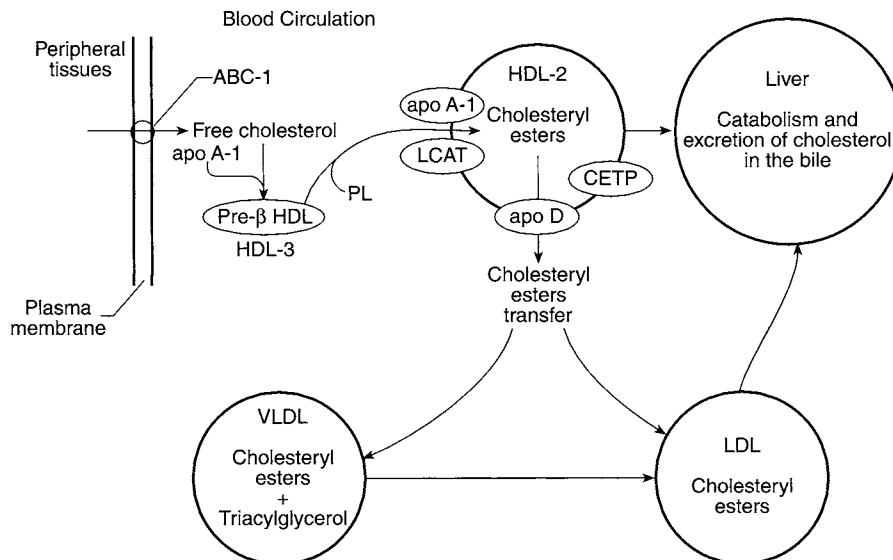 Blood Circulation
Peripheral
tissues
ABC-1
Free cholesterol
apo A-1
Pre-β HDL
HDL-3
PL
HDL-2
apo A-1
Cholesteryl
esters
LCAT
CETP
apo D
Liver
Catabolism and
excretion of cholesterol
in the bile
Plasma
membrane
Cholesteryl
esters
transfer
VLDL
Cholesteryl
esters
+
Triacylglycerol
LDL
Cholesteryl
esters